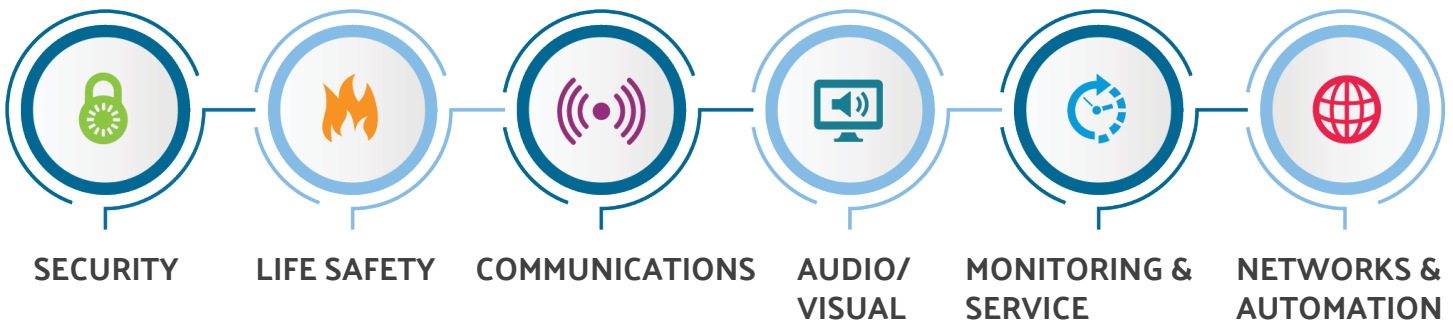 SECURITY
LIFE SAFETY
COMMUNICATIONS
AUDIO/
VISUAL
MONITORING &
SERVICE
NETWORKS &
AUTOMATION